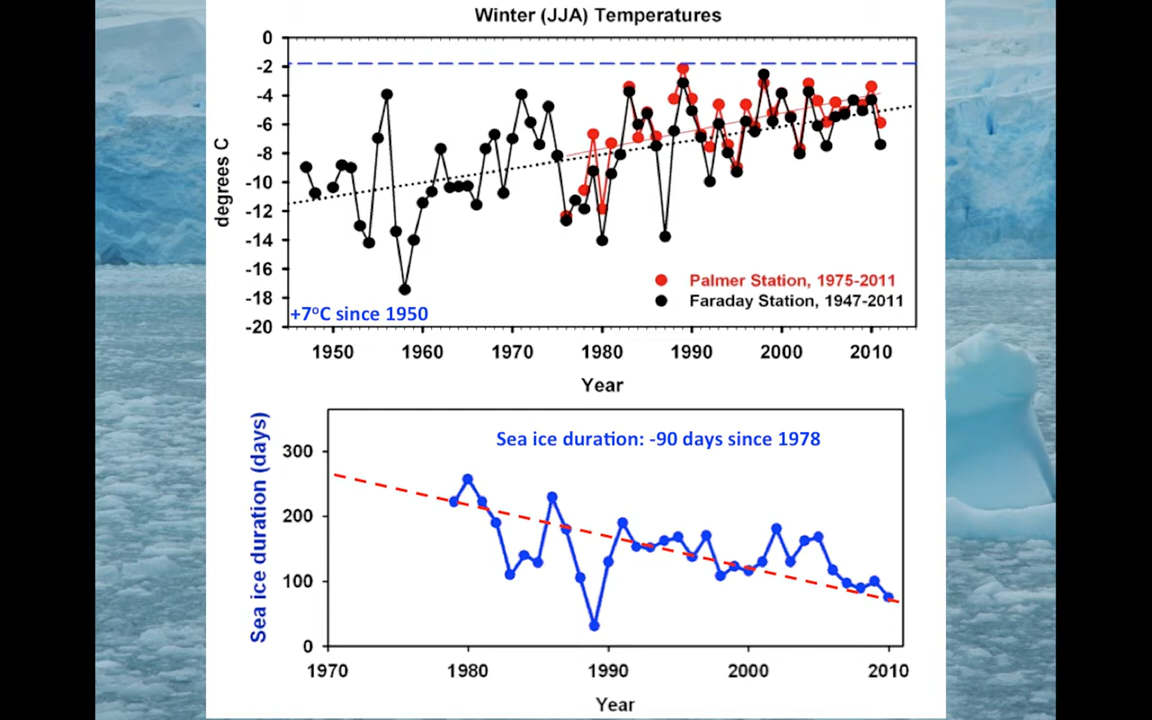 Winter (JJA) Temperatures
0
-2
-4
-6
-8
-10
-12
-14
-16
-18
-20
degrees C
Palmer Station, 1975-2011
Faraday Station, 1947-2011
+7°C since 1950
1950 1960 1970 1980 1990 2000 2010
Year
Sea ice duration: -90 days since 1978
300
200
100
0
Sea ice duration (days)
1970 1980 1990 2000 2010
Year